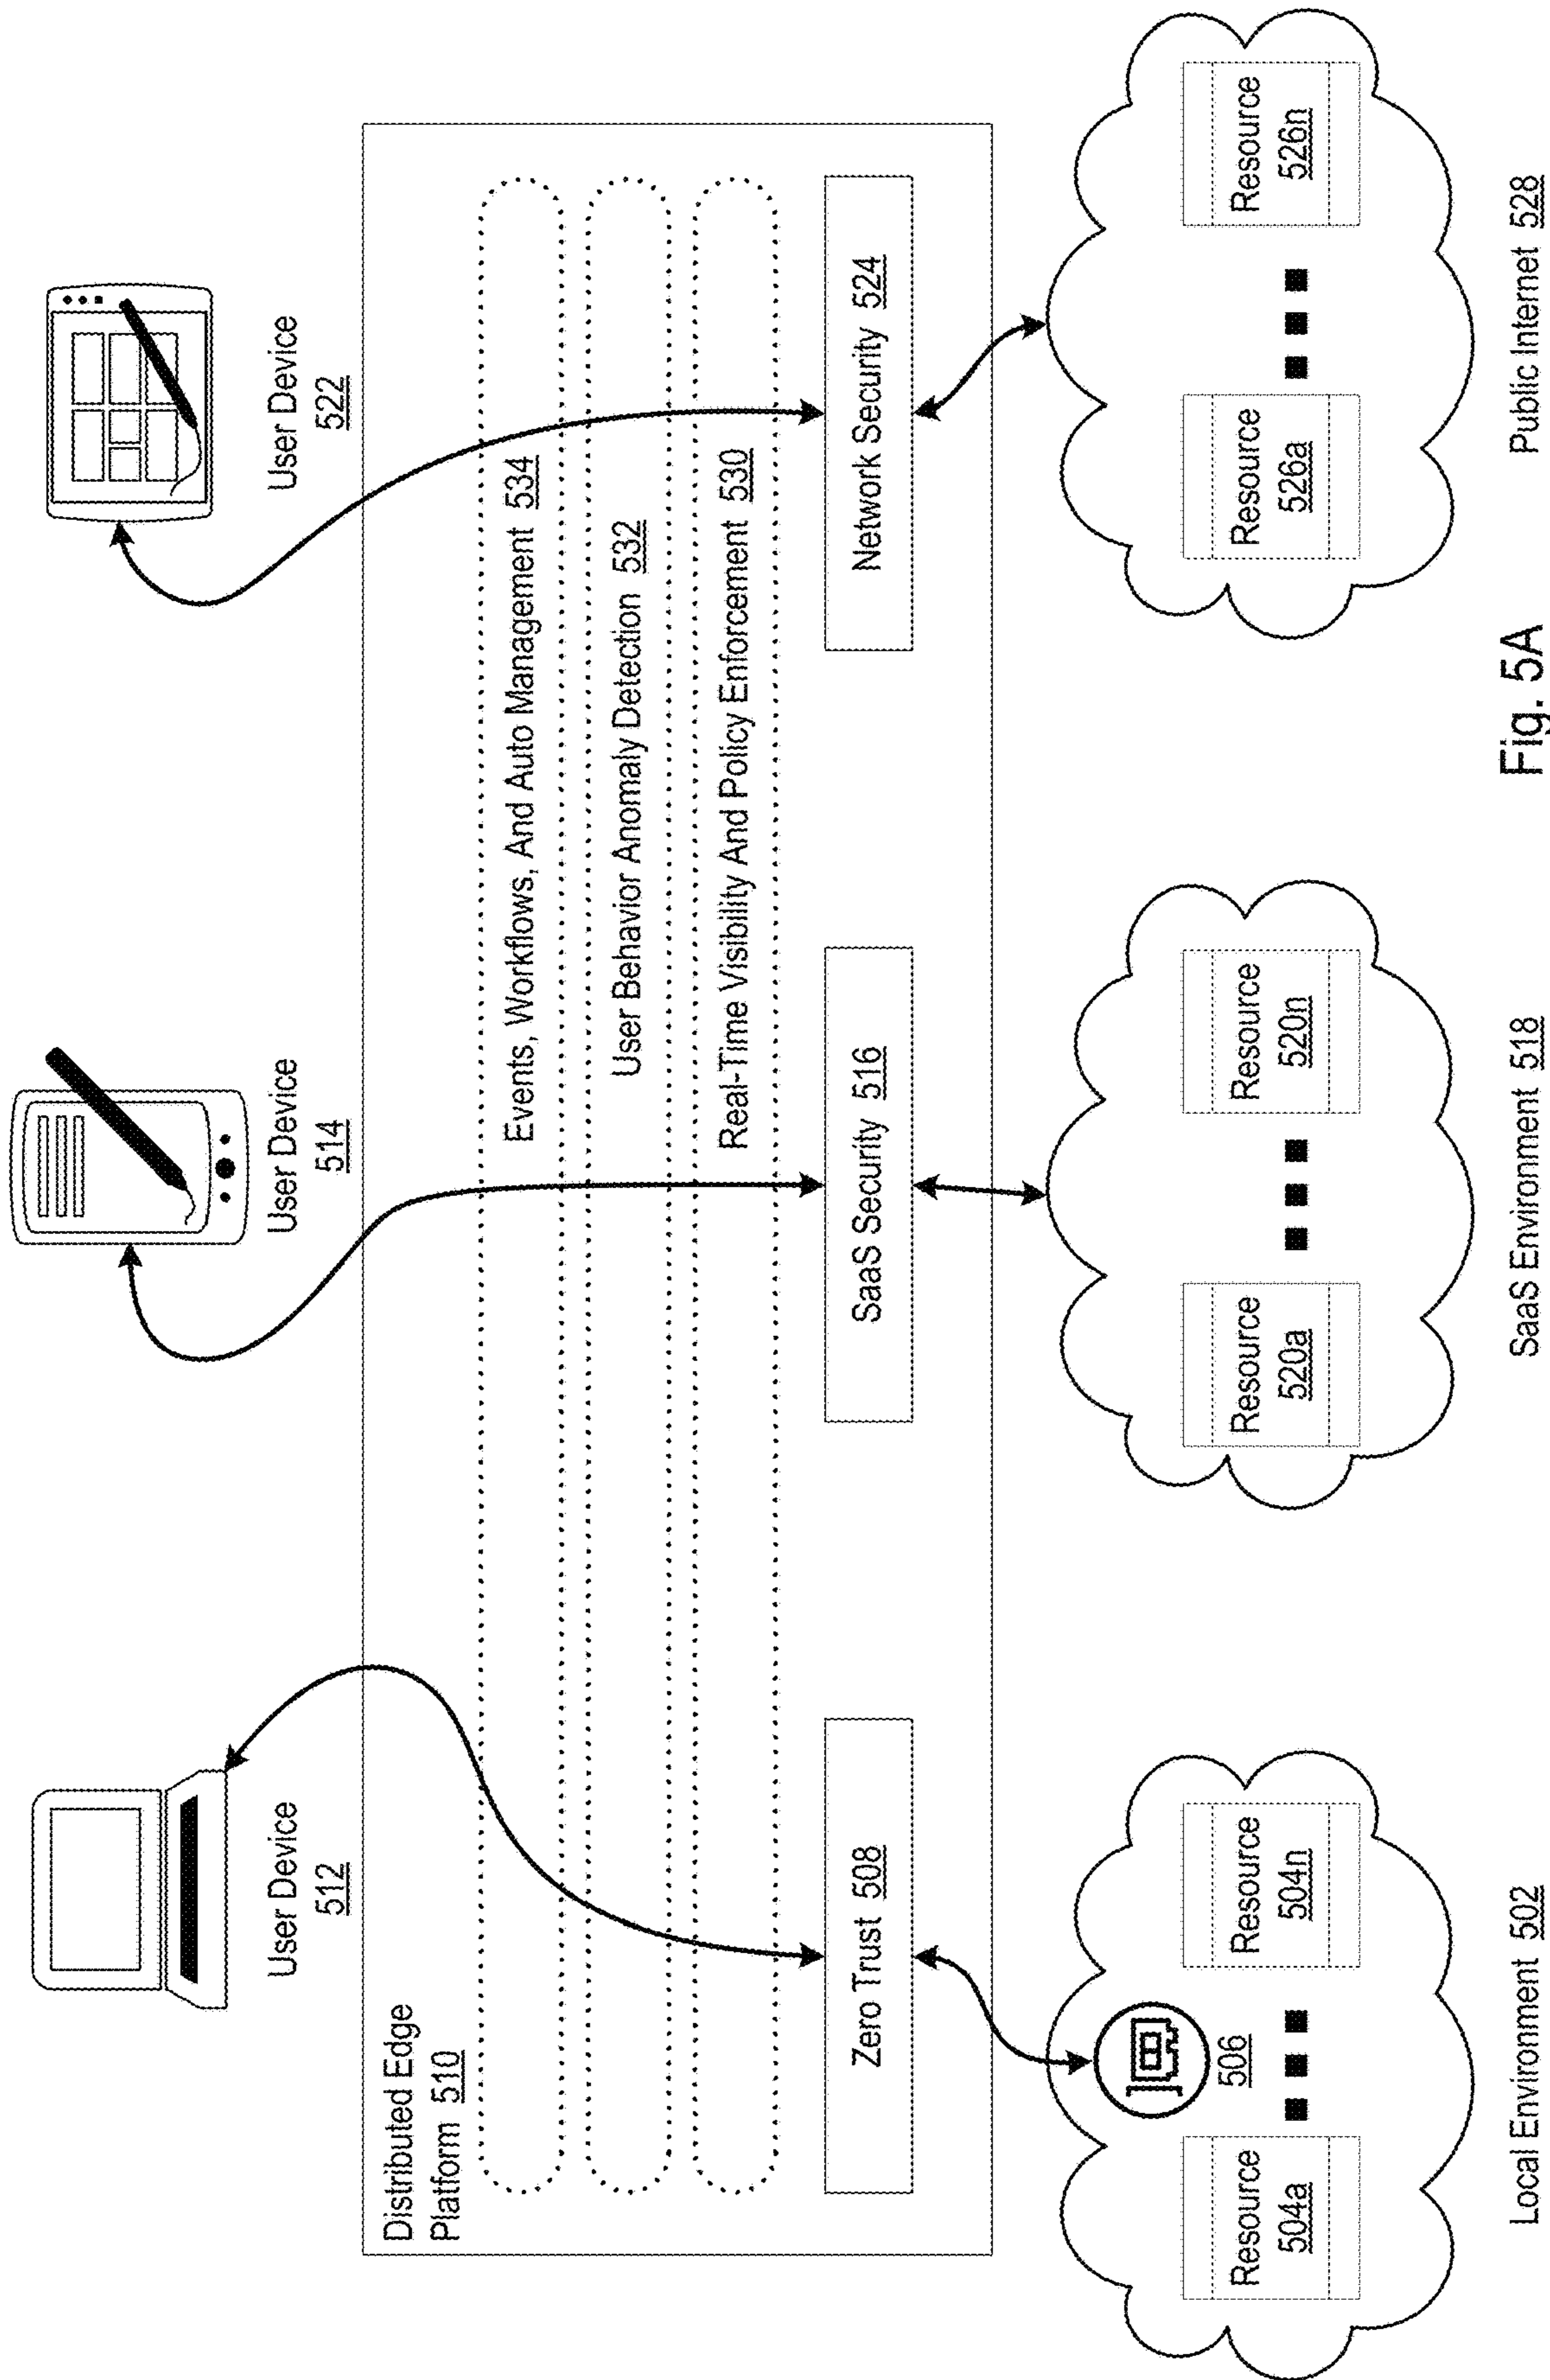 User Device
512
User Device
514
User Device
522
Distributed Edge
Platform 510
Events, Workflows, And Auto Management 534
User Behavior Anomaly Detection 532
Real-Time Visibility And Policy Enforcement 530
Zero Trust 508
SaaS Security 516
Network Security 524
506
Resource
504a
Resource
504n
Resource
520a
Resource
520n
Resource
526a
Resource
526n
Local Environment 502
SaaS Environment 518
Public Internet 528
Fig. 5A